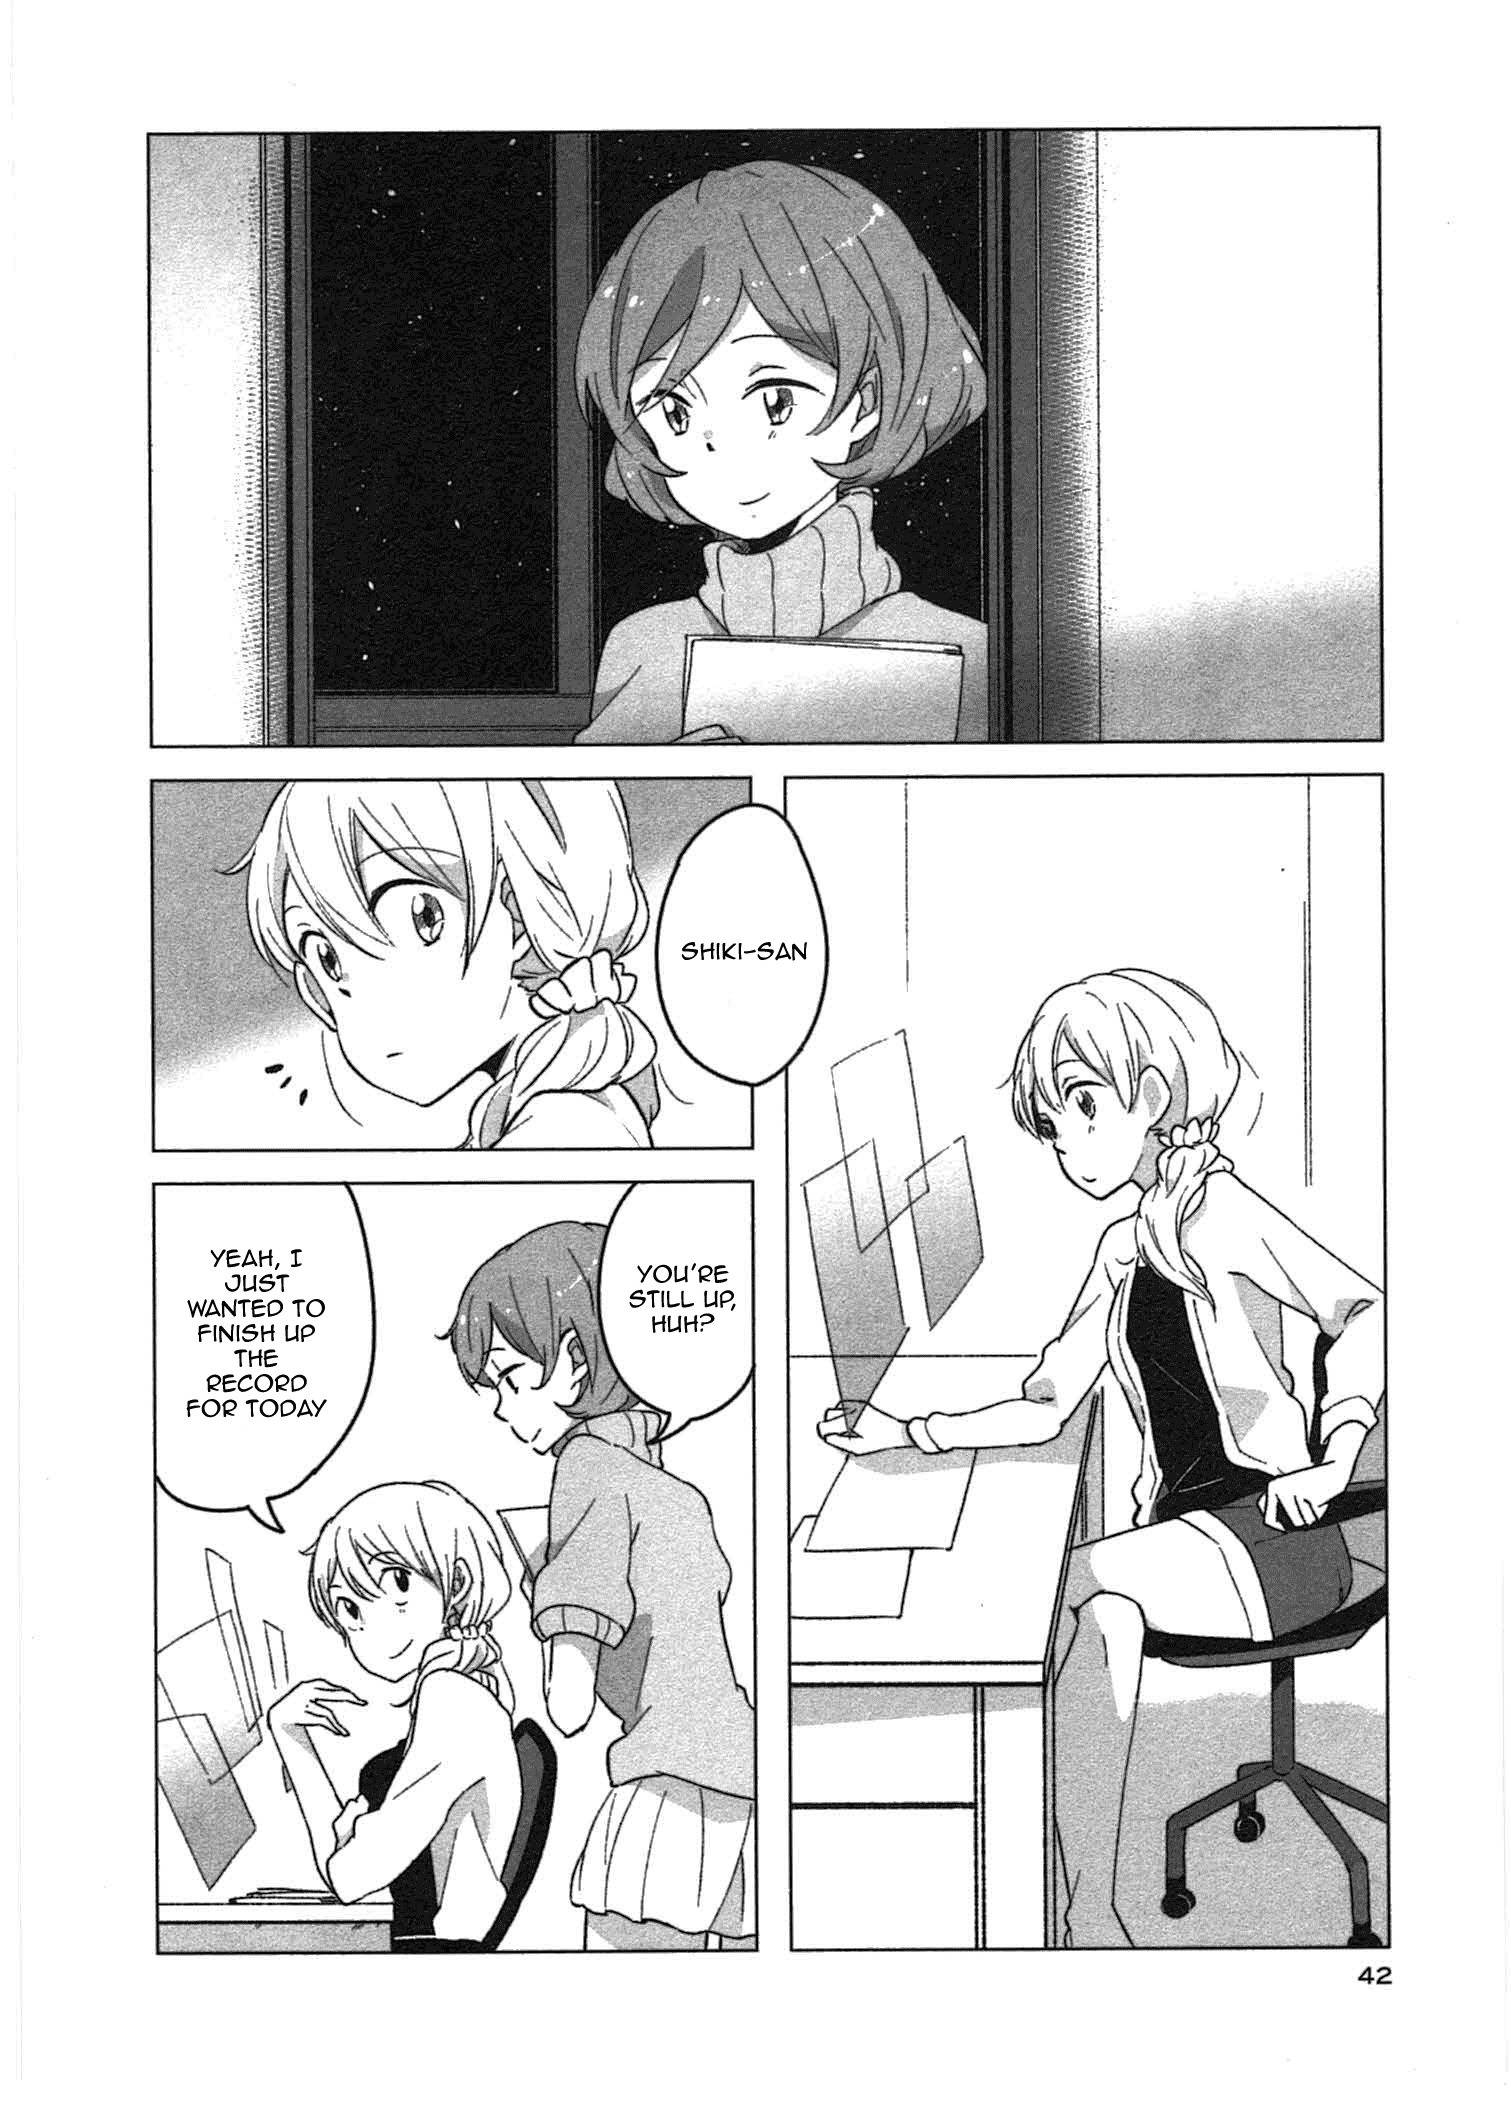 SHIKI-SAN
YOU'RE
STILL UP,
HUH?
YEAH, I
JUST
WANTED TO
FINISH UP
THE
RECORD
FOR TODAY
42